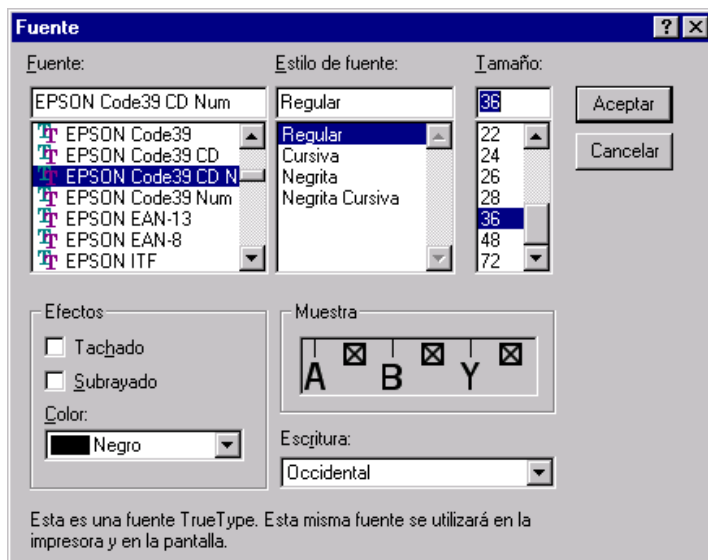 Fuente
Fuente:
EPSON Code39 CD Num
EPSON Code39
EPSON Code39 CD
EPSON Code39 CD N
EPSON Code39 Num
EPSON EAN-13
EPSON EAN-8
EPSON ITF
Estilo de fuente:
Regular
Regular
Cursiva
Negrita
Negrita Cursiva
Tamaño:
36
22
24
26
28
36
48
72
Aceptar
Cancelar
Efectos
Tachado
Subrayado
Color:
Negro
Muestra
A B Y
Escritura:
Occidental
Esta es una fuente TrueType. Esta misma fuente se utilizará en la
impresora y en la pantalla.